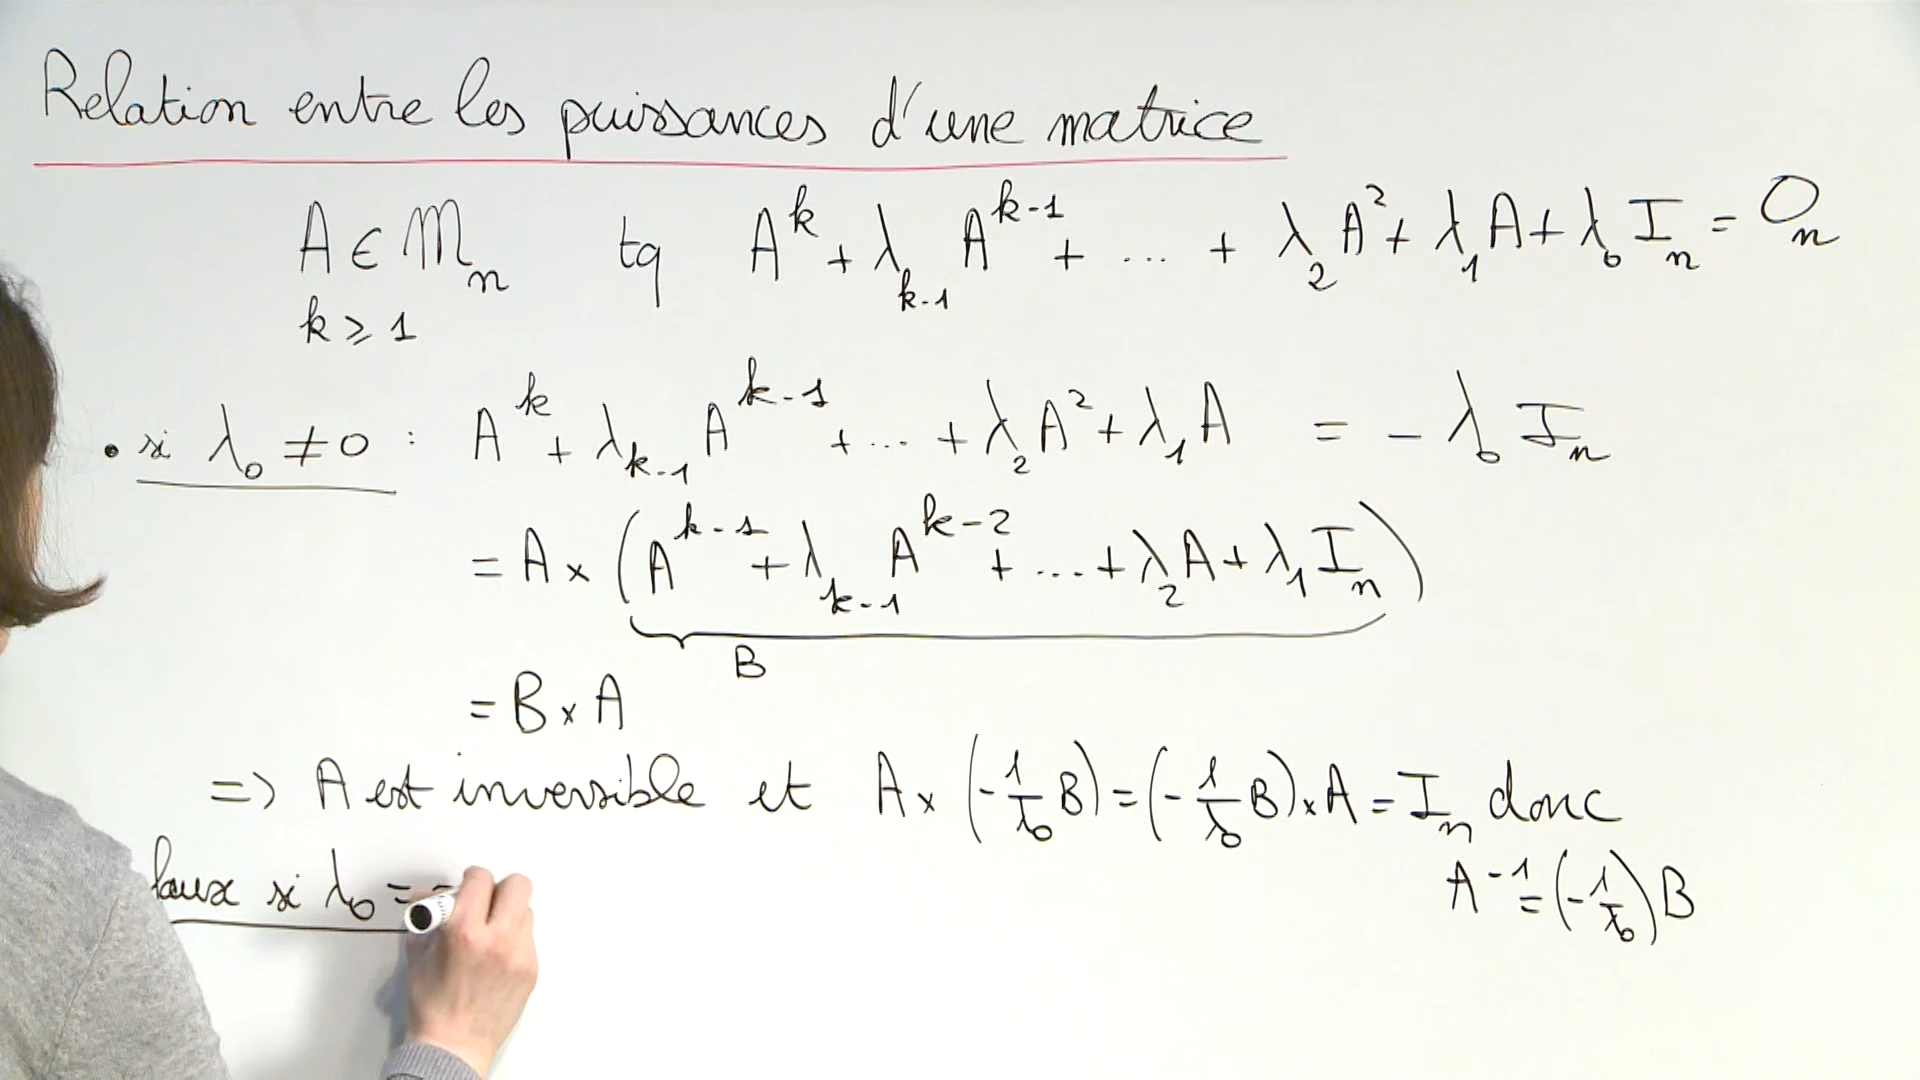 Relation entre les puissances d'une matrice
A ∈ M_n tq A^k + λ_{k-1} A^{k-1} + ... + λ_2 A^2 + λ_1 A + λ_0 I_n = O_n
k ⩾ 1
• si λ_0 ≠ 0 : A^k + λ_{k-1} A^{k-1} + ... + λ_2 A^2 + λ_1 A = - λ_0 I_n
= A × (A^{k-1} + λ_{k-1} A^{k-2} + ... + λ_2 A + λ_1 I_n)
B
= B × A
=> A est inversible et A × (-1/λ_0 B) = (-1/λ_0 B) × A = I_n donc
A^{-1} = (-1/λ_0) B
faux si λ_0 =